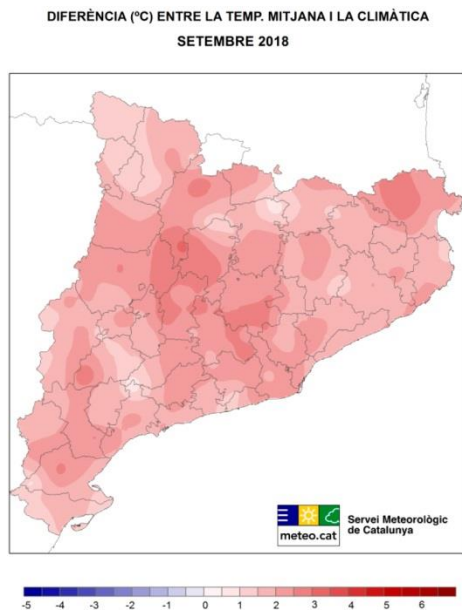 DIFERÈNCIA (ºC) ENTRE LA TEMP. MITJANA I LA CLIMÀTICA
SETEMBRE 2018
meteo.cat
Servei Meteorològic
de Catalunya
-5 -4 -3 -2 -1 0 1 2 3 4 5 6